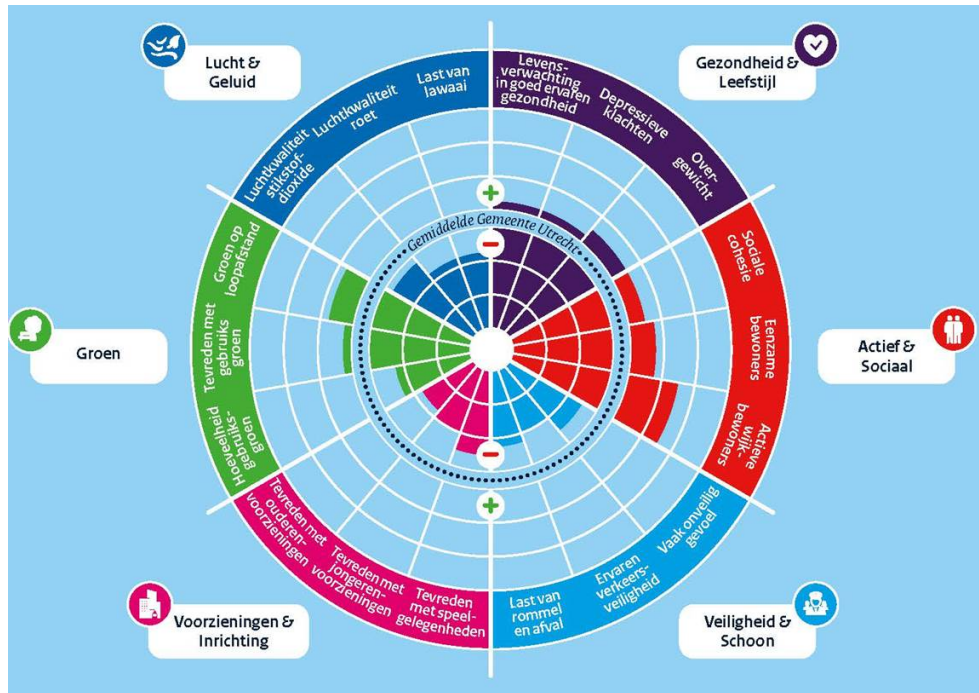 Lucht &
Geluid
Gezondheid &
Leefstijl
Luchtkwaliteit
stikstof-
dioxide
Luchtkwaliteit
roet
Last van
lawaai
Levens-
verwachting
in goed ervaren
gezondheid
Depressieve
klachten
Over-
gewicht
Gemiddelde Gemeente Utrecht
Groen op
loopafstand
Tevreden met
gebruiks
groen
Hoeveelheid
gebruiks-
groen
Groen
Sociale
cohesie
Eenzame
bewoners
Actieve
wijk-
bewoners
Actief &
Sociaal
Tevreden met
ouderen-
voorzieningen
Tevreden met
jongeren-
voorzieningen
Tevreden
met speel-
gelegenheden
Last van
rommel
en afval
Ervaren
verkeers-
veiligheid
Vaak onveilig
gevoel
Voorzieningen &
Inrichting
Veiligheid &
Schoon